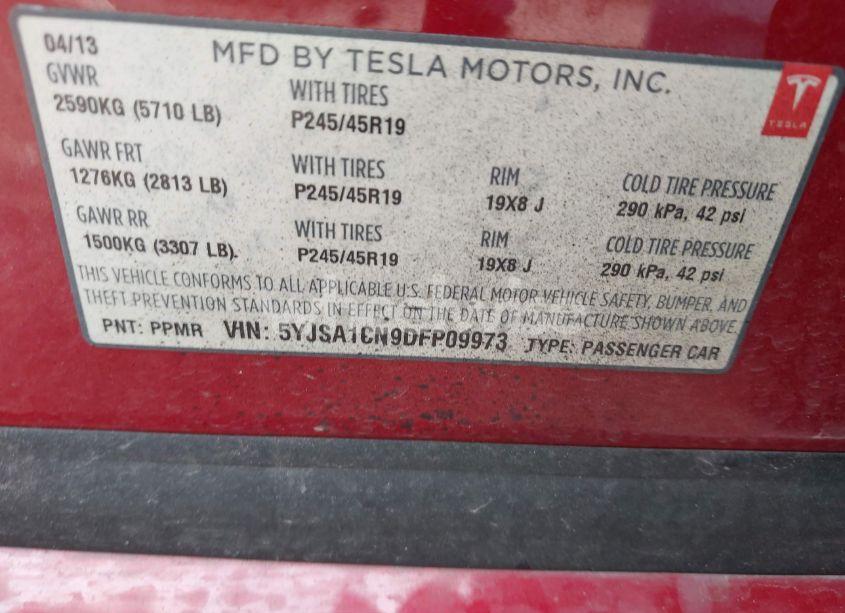 04/13 MFD BY TESLA MOTORS, INC.
GVWR WITH TIRES
2590KG (5710 LB) P245/45R19
TESLA
GAWR FRT WITH TIRES RIM COLD TIRE PRESSURE
1276KG (2813 LB) P245/45R19 19X8 J 290 kPa, 42 psi
GAWR RR WITH TIRES RIM COLD TIRE PRESSURE
1500KG (3307 LB). P245/45R19 19X8 J 290 kPa, 42 psi
THIS VEHICLE CONFORMS TO ALL APPLICABLE U.S. FEDERAL MOTOR VEHICLE SAFETY, BUMPER, AND
THEFT PREVENTION STANDARDS IN EFFECT ON THE DATE OF MANUFACTURE SHOWN ABOVE.
PNT: PPMR VIN: 5YJSA1CN9DFP09973 TYPE: PASSENGER CAR